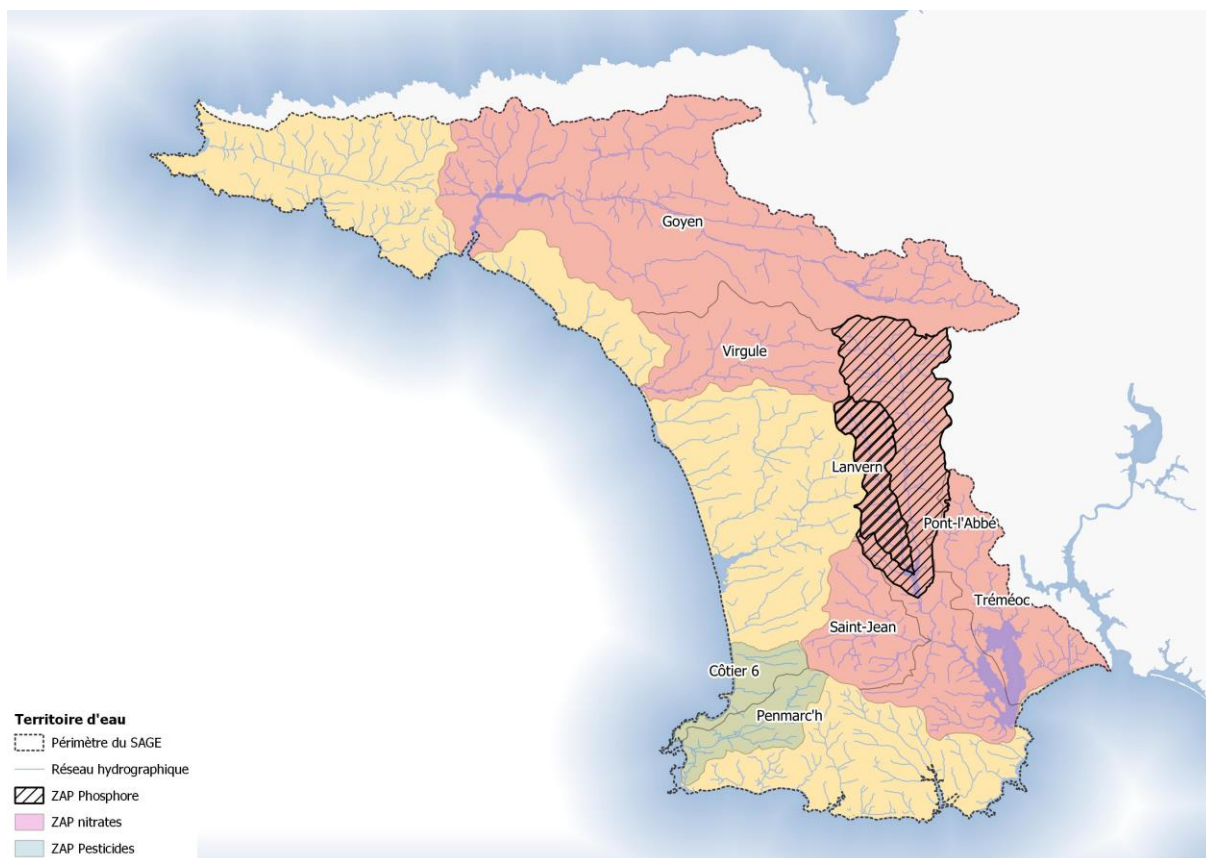 Goyen
Virgule
Lanvern
Pont-l'Abbé
Tréméoc
Saint-Jean
Côtier 6
Penmarc'h
Territoire d'eau
Périmètre du SAGE
Réseau hydrographique
ZAP Phosphore
ZAP nitrates
ZAP Pesticides